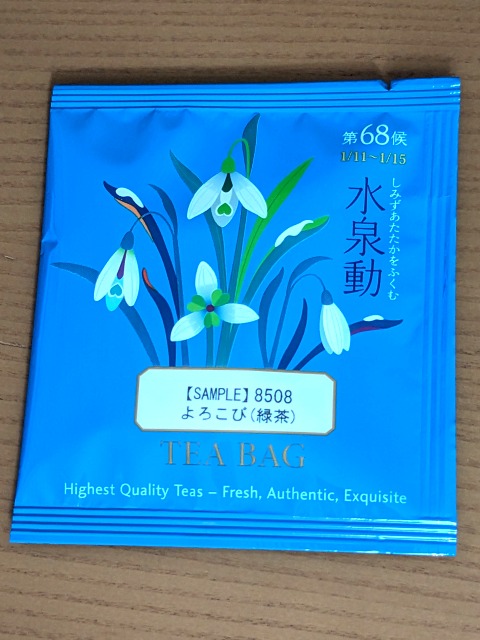 第68候
1/11~1/15
水泉動
しみずあたたかをふくむ
【SAMPLE】8508
よろこび(緑茶)
TEA BAG
Highest Quality Teas – Fresh, Authentic, Exquisite